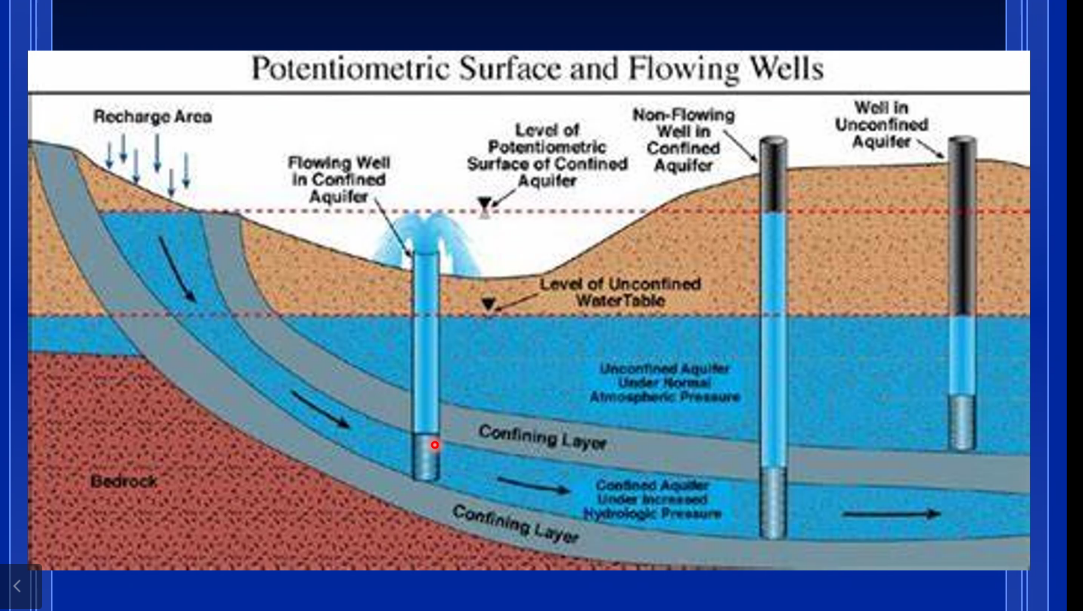 Potentiometric Surface and Flowing Wells
Recharge Area
Flowing Well
in Confined
Aquifer
Level of
Potentiometric
Surface of Confined
Aquifer
Non-Flowing
Well in
Confined
Aquifer
Well in
Unconfined
Aquifer
Level of Unconfined
WaterTable
Unconfined Aquifer
Under Normal
Atmospheric Pressure
Confining Layer
Bedrock
Confined Aquifer
Under Increased
Hydrologic Pressure
Confining Layer